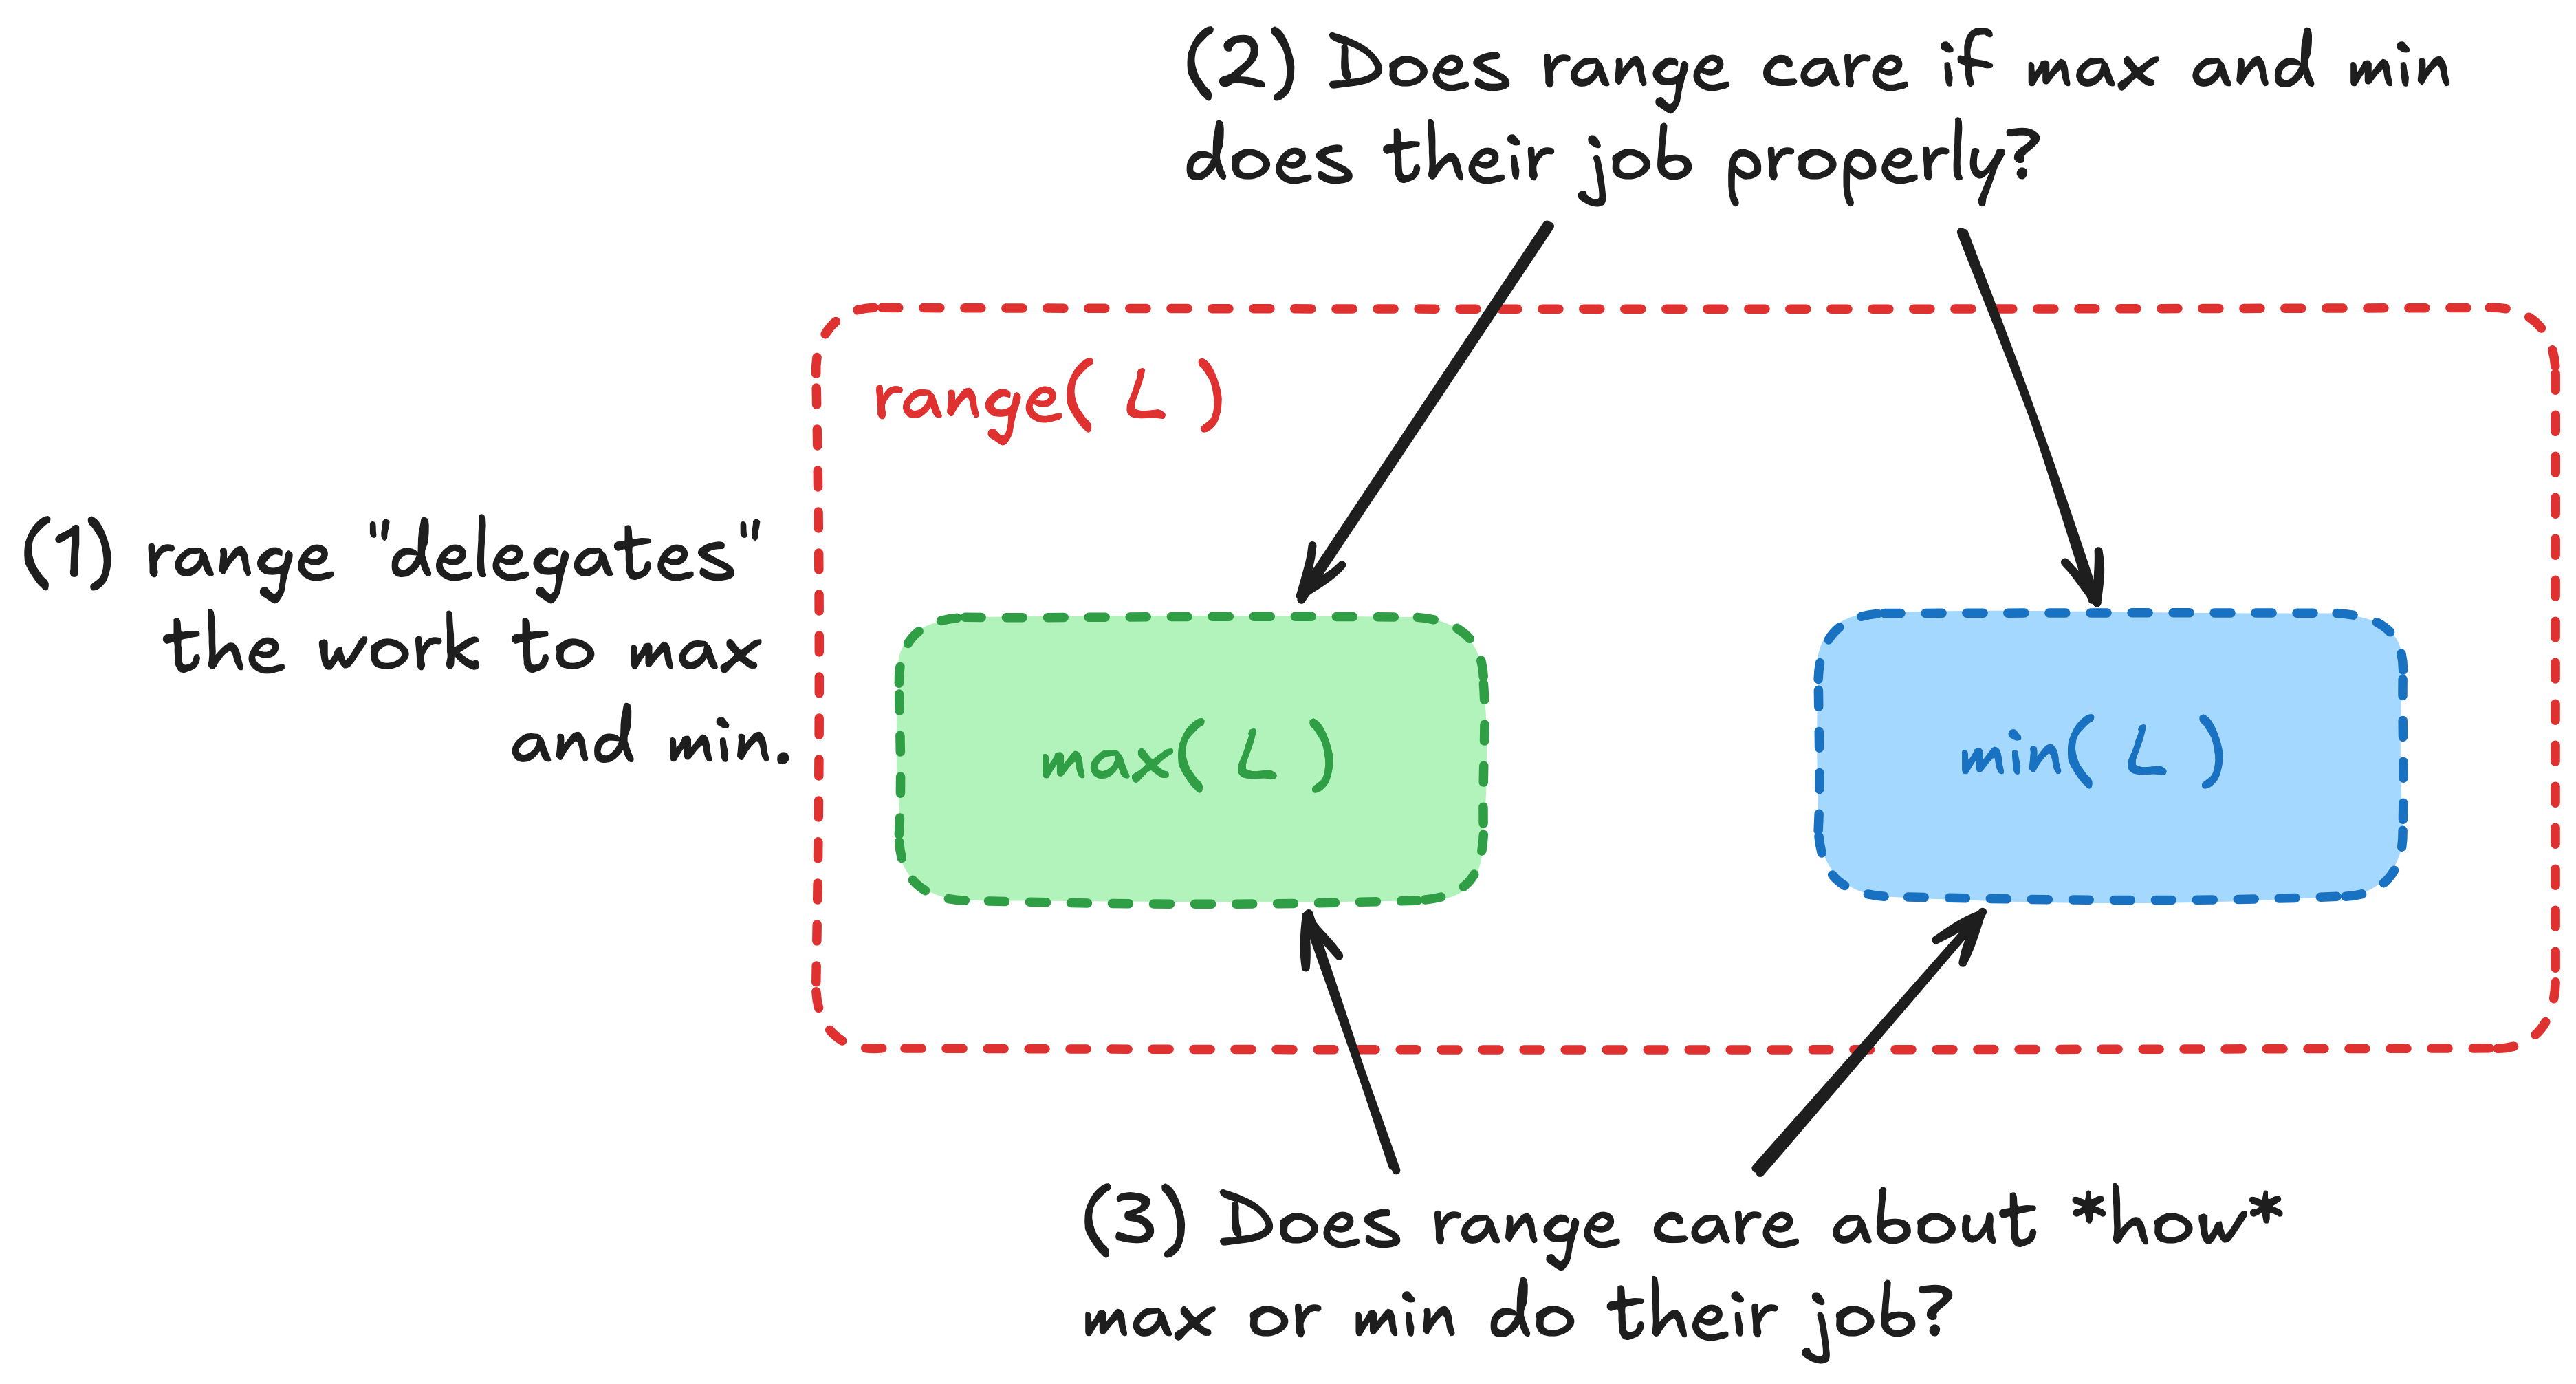 (2) Does range care if max and min
does their job properly?
range( L )
(1) range "delegates"
the work to max
and min.
max( L )
min( L )
(3) Does range care about *how*
max or min do their job?